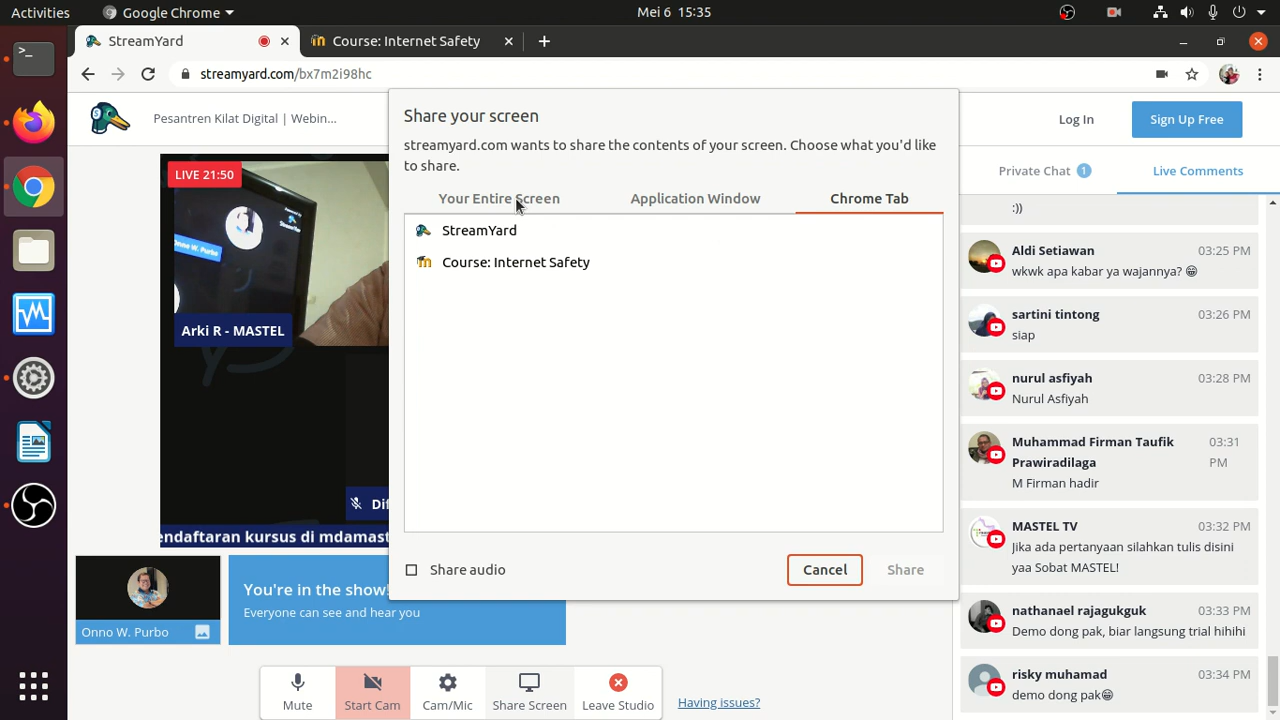 Activities
Google Chrome
Mei 6 15:35
StreamYard
Course: Internet Safety
streamyard.com/bx7m2i98hc
Pesantren Kilat Digital | Webin...
Log In
Sign Up Free
LIVE 21:50
Onno W. Purbo
Arki R - MASTEL
Dif
endaftaran kursus di mdamast
Share your screen
streamyard.com wants to share the contents of your screen. Choose what you'd like
to share.
Your Entire Screen
Application Window
Chrome Tab
StreamYard
Course: Internet Safety
Share audio
Cancel
Share
Onno W. Purbo
You're in the show!
Everyone can see and hear you
Mute
Start Cam
Cam/Mic
Share Screen
Leave Studio
Having issues?
Private Chat 1
Live Comments
:))
Aldi Setiawan 03:25 PM
wkwk apa kabar ya wajannya? 😁
sartini tintong 03:26 PM
siap
nurul asfiyah 03:28 PM
Nurul Asfiyah
Muhammad Firman Taufik 03:31
Prawiradilaga PM
M Firman hadir
MASTEL TV 03:32 PM
Jika ada pertanyaan silahkan tulis disini
yaa Sobat MASTEL!
nathanael rajagukguk 03:33 PM
Demo dong pak, biar langsung trial hihihi
risky muhamad 03:34 PM
demo dong pak😁